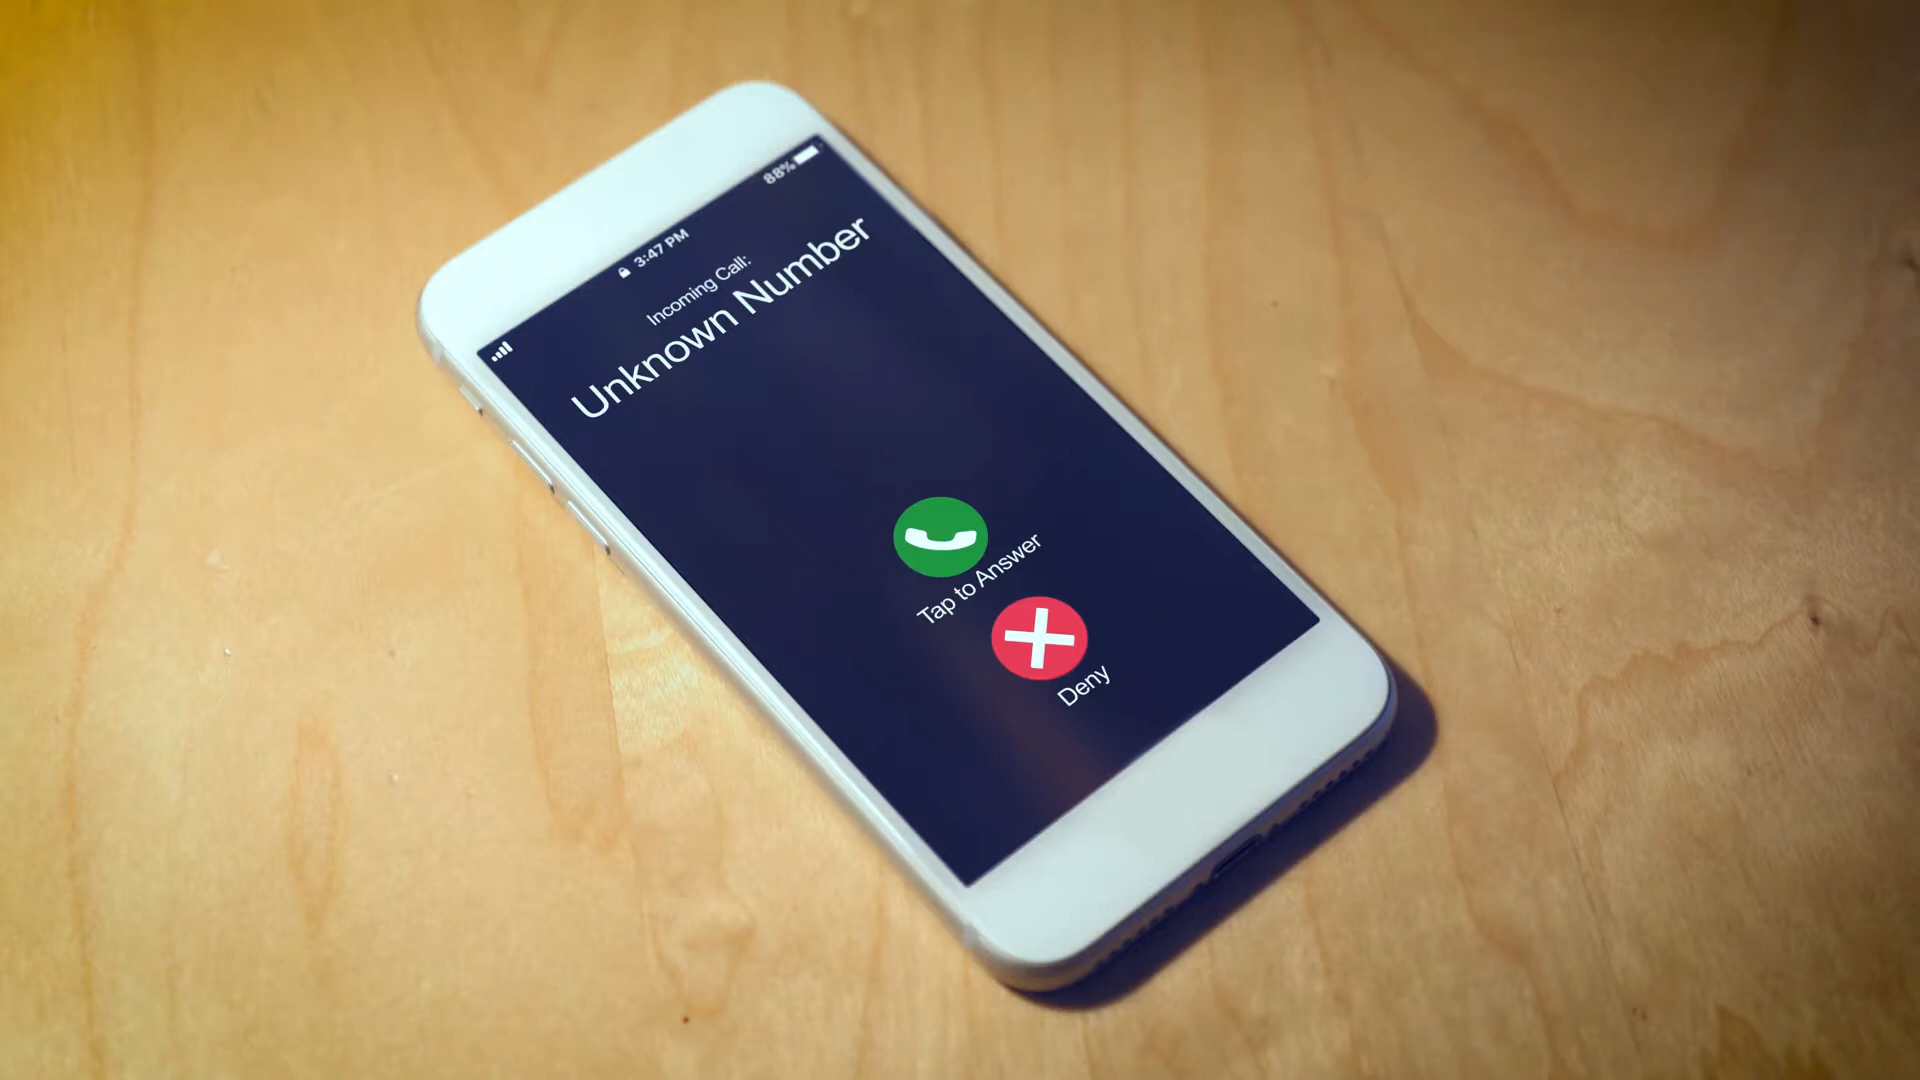 3:47 PM
88%
Incoming Call:
Unknown Number
Tap to Answer
Deny